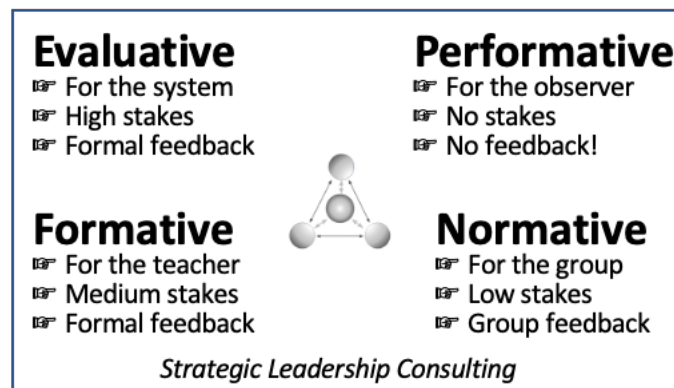 Evaluative
☞ For the system
☞ High stakes
☞ Formal feedback
Performative
☞ For the observer
☞ No stakes
☞ No feedback!
Formative
☞ For the teacher
☞ Medium stakes
☞ Formal feedback
Normative
☞ For the group
☞ Low stakes
☞ Group feedback
Strategic Leadership Consulting